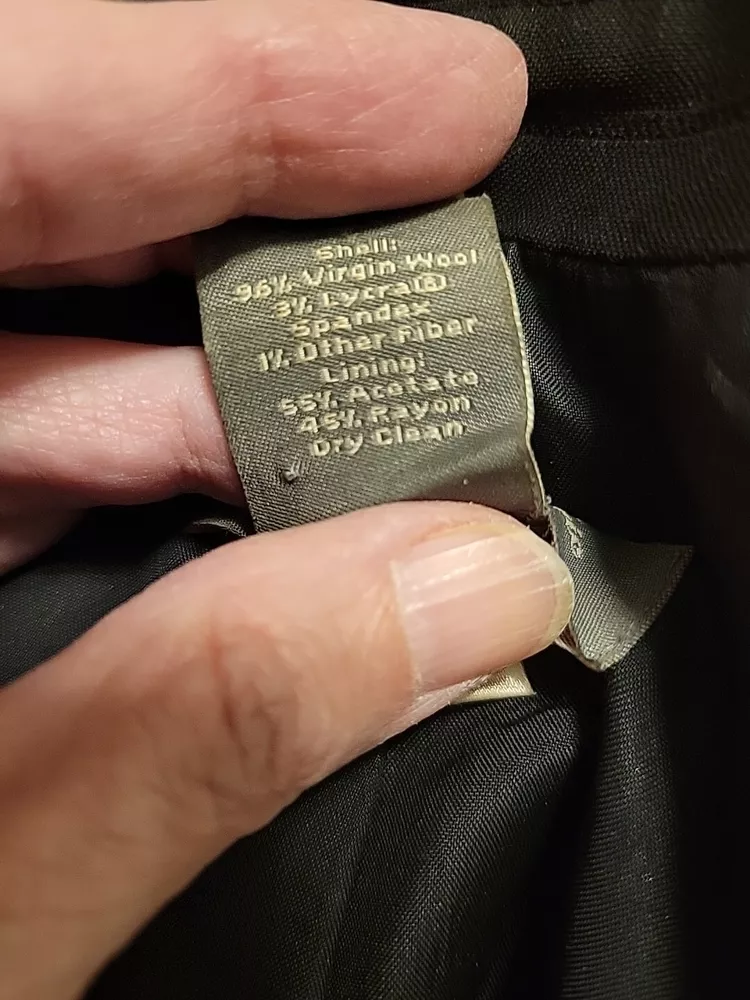 Shell:
96% Virgin Wool
3% Lycra®
Spandex
1% Other Fiber
Lining:
55% Acetate
45% Rayon
Dry Clean